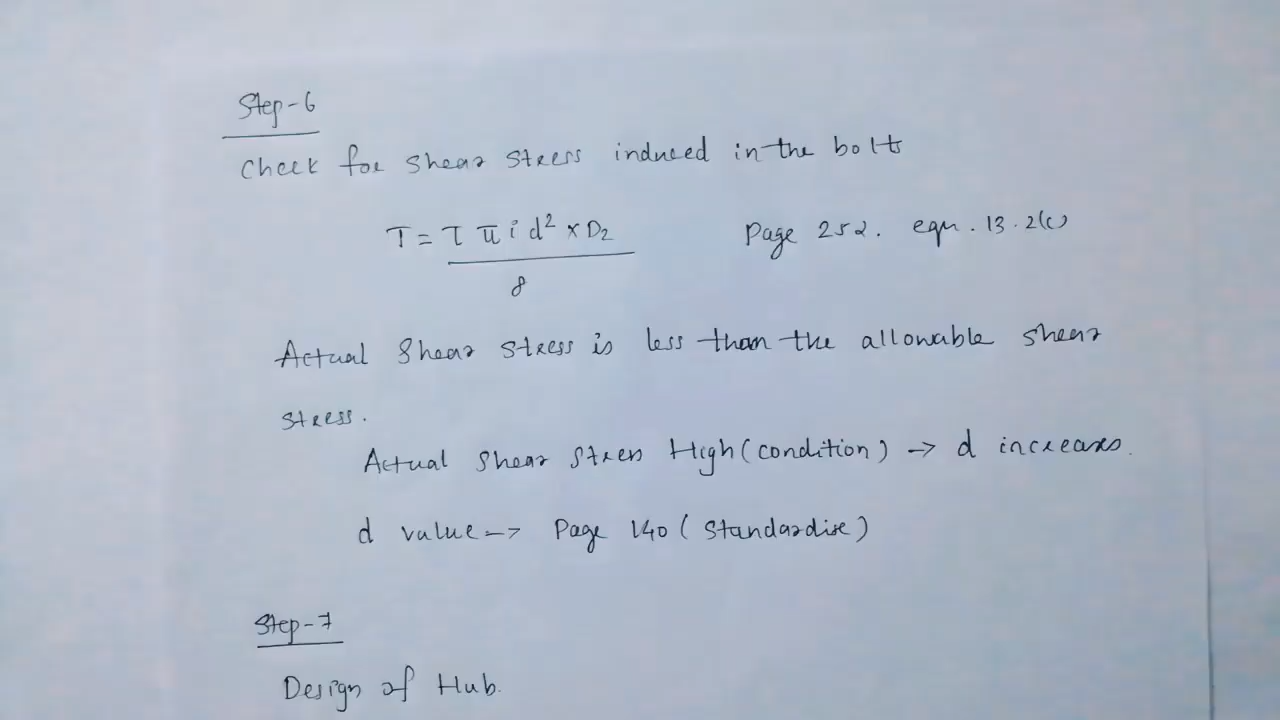 Step-6
Check for shear stress induced in the bolts
T = τ π i d² × D₂ Page 252. eqn. 13.2(c)
8
Actual Shear stress is less than the allowable shear
stress.
Actual shear stress High (condition) → d increases.
d value → Page 140 (Standardise)
Step-7
Design of Hub.